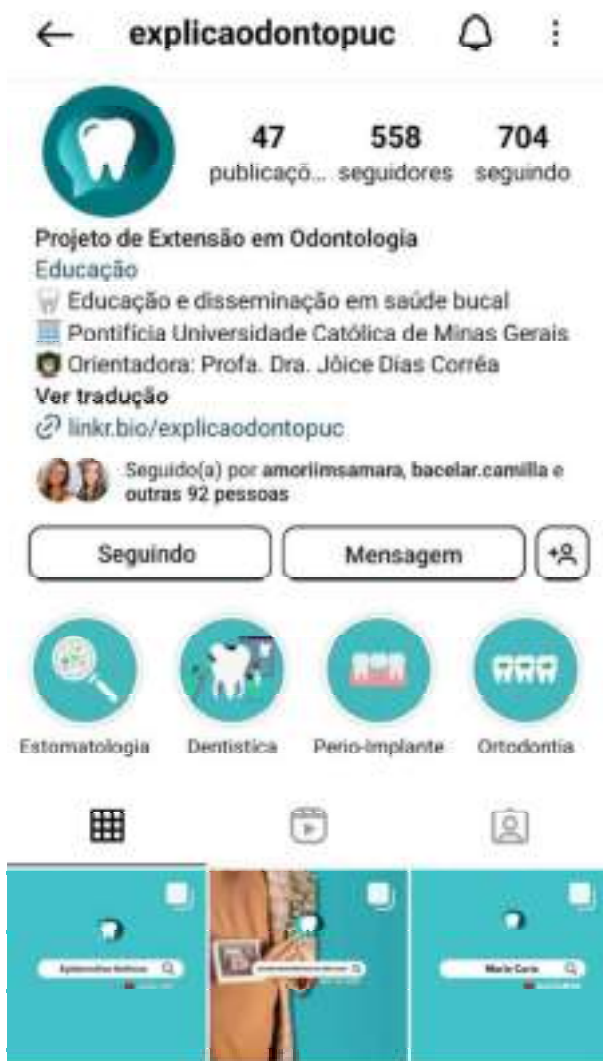 explicaodontopuc
47 558 704
publicaçõ... seguidores seguindo
Projeto de Extensão em Odontologia
Educação
Educação e disseminação em saúde bucal
Pontifícia Universidade Católica de Minas Gerais
Orientadora: Profa. Dra. Jôice Dias Corrêa
Ver tradução
linkr.bio/explicaodontopuc
Seguido(a) por amoriimsamara, bacelar.camilla e
outras 92 pessoas
Seguindo Mensagem
Estomatologia Dentística Perio-Implante Ortodontia
Marie Curie